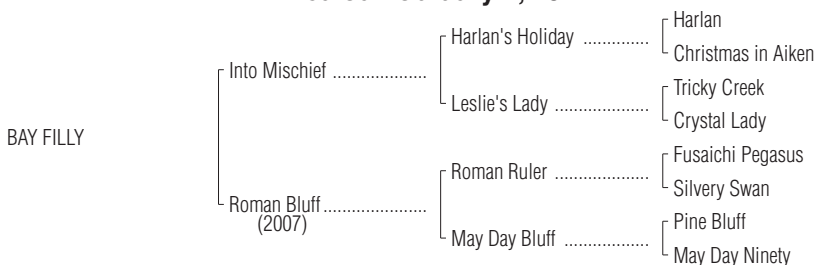 Harlan
Harlan's Holiday ..............
Christmas in Aiken
Into Mischief ....................
Tricky Creek
Leslie's Lady ....................
Crystal Lady
BAY FILLY
Fusaichi Pegasus
Roman Ruler ....................
Silvery Swan
Roman Bluff......................
(2007)
Pine Bluff
May Day Bluff ..................
May Day Ninety